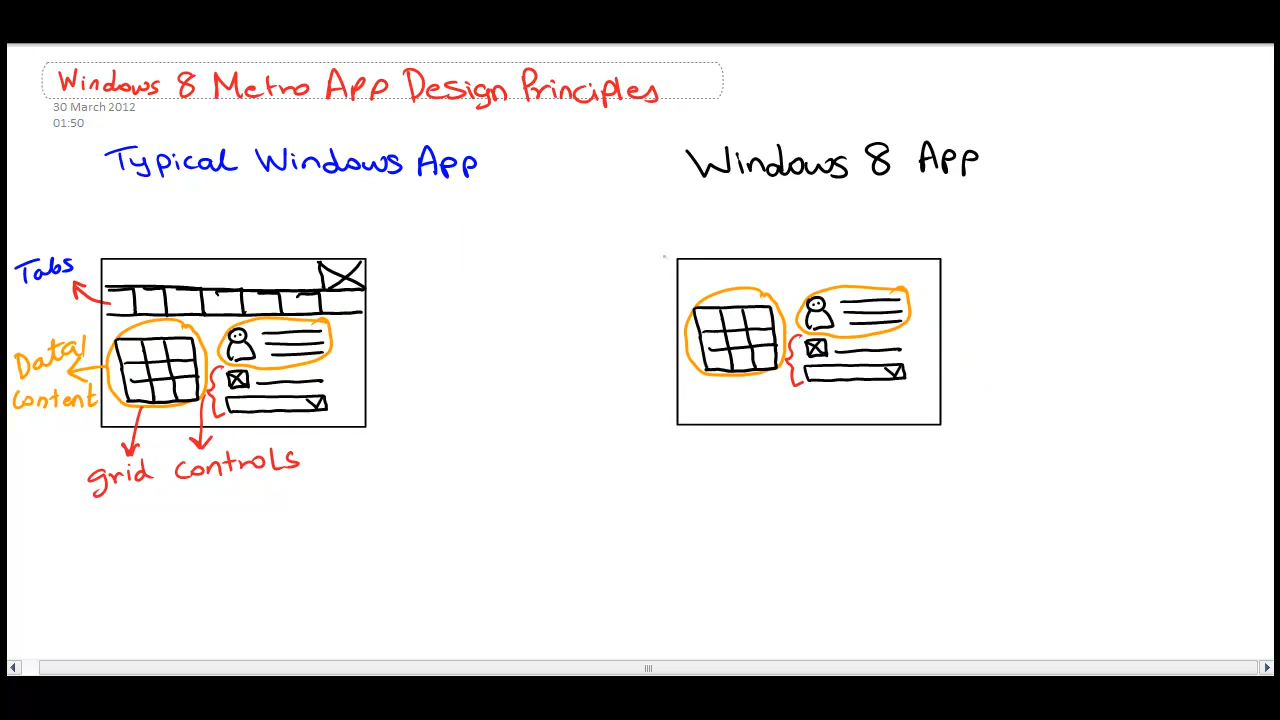 Windows 8 Metro App Design Principles
30 March 2012
01:50
Typical Windows App
Windows 8 App
Tabs
Data/
Content
grid controls